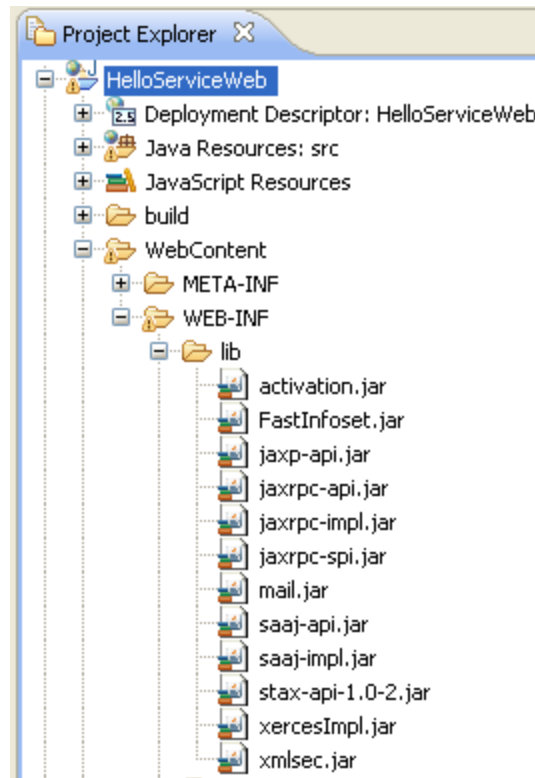 Project Explorer
HelloServiceWeb
2.5 Deployment Descriptor: HelloServiceWeb
Java Resources: src
JavaScript Resources
build
WebContent
META-INF
WEB-INF
lib
activation.jar
FastInfoset.jar
jaxp-api.jar
jaxrpc-api.jar
jaxrpc-impl.jar
jaxrpc-spi.jar
mail.jar
saaj-api.jar
saaj-impl.jar
stax-api-1.0-2.jar
xercesImpl.jar
xmlsec.jar